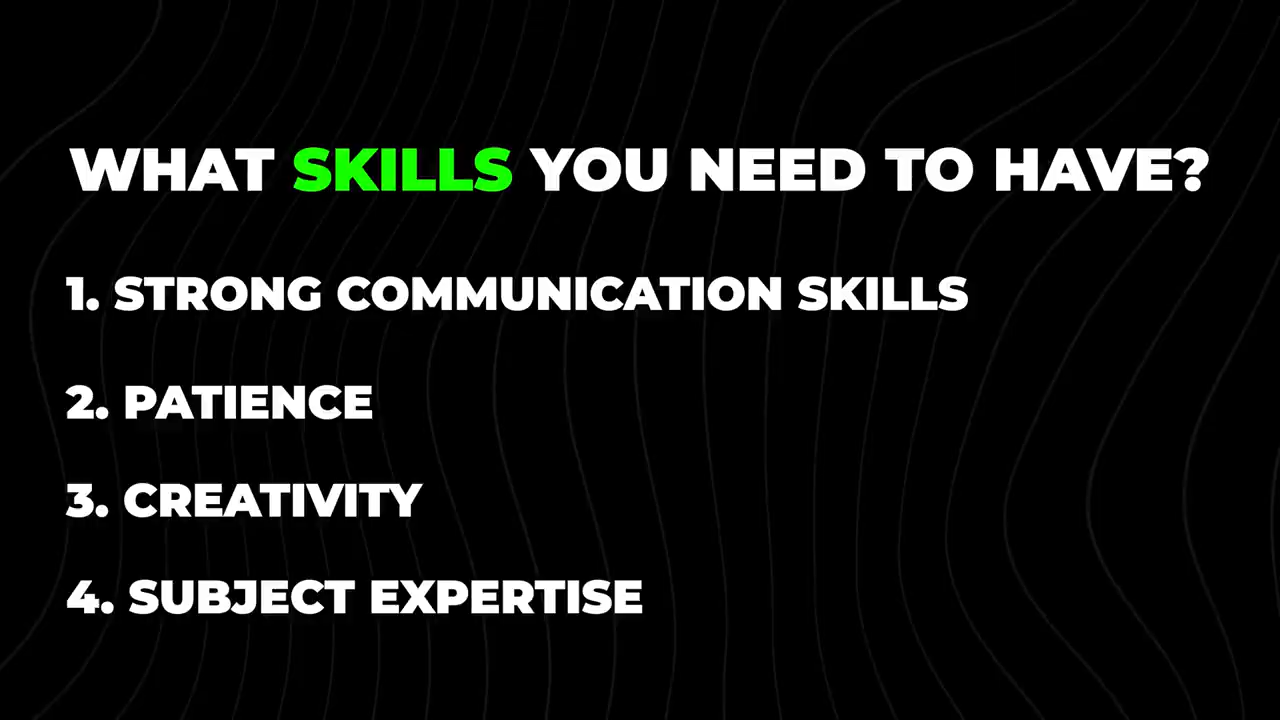 WHAT SKILLS YOU NEED TO HAVE?
1. STRONG COMMUNICATION SKILLS
2. PATIENCE
3. CREATIVITY
4. SUBJECT EXPERTISE